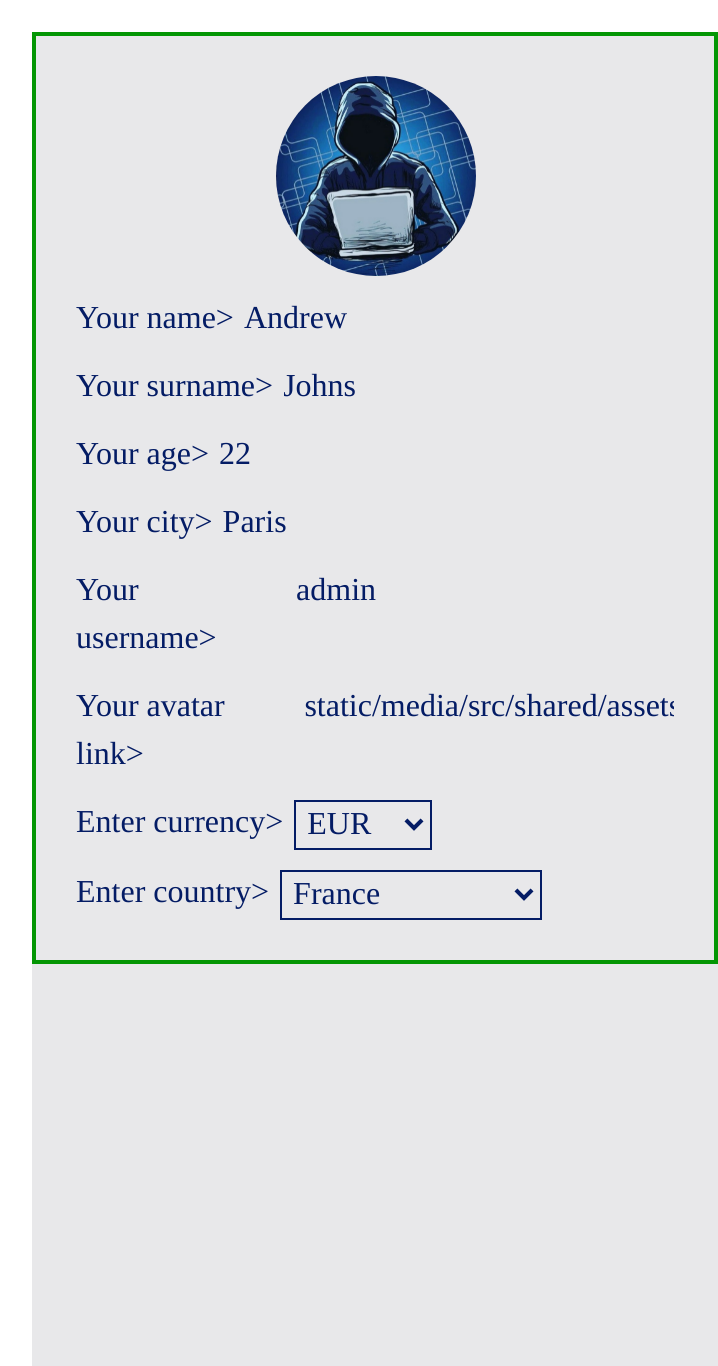 Your name> Andrew
Your surname> Johns
Your age> 22
Your city> Paris
Your admin
username>
Your avatar static/media/src/shared/assets
link>
Enter currency> EUR
Enter country> France